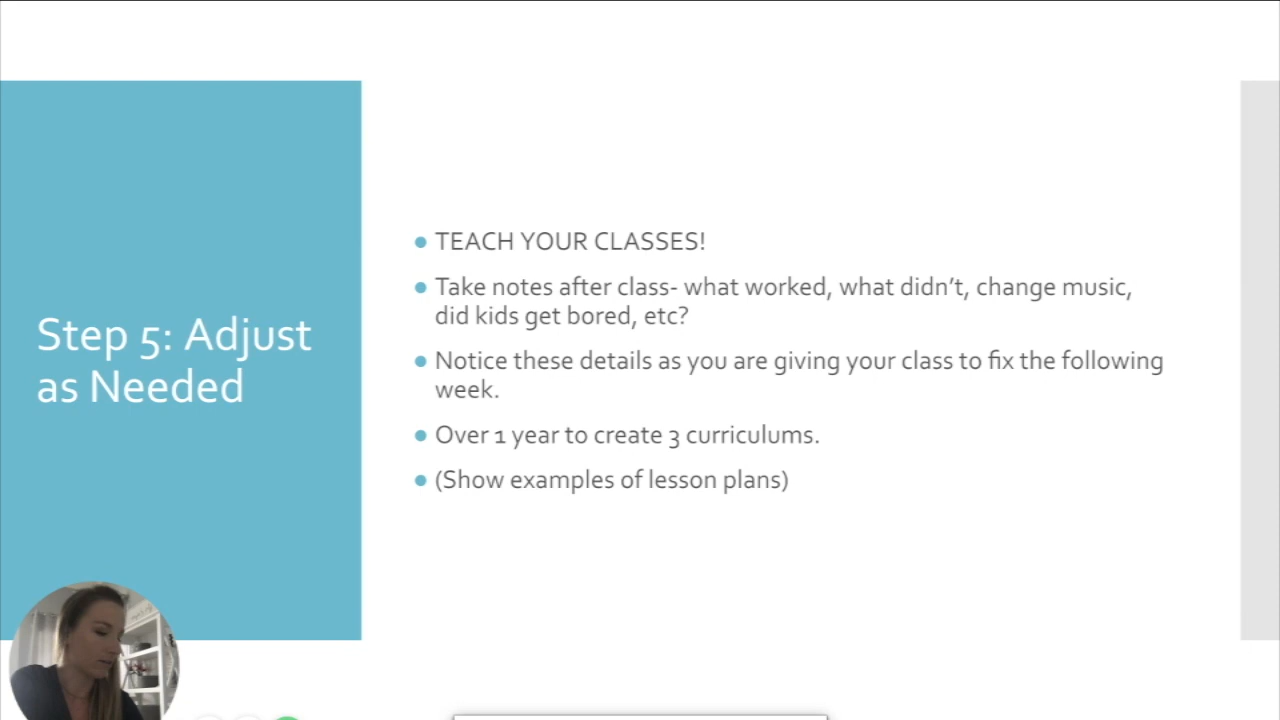 Step 5: Adjust
as Needed
TEACH YOUR CLASSES!
Take notes after class- what worked, what didn’t, change music,
did kids get bored, etc?
Notice these details as you are giving your class to fix the following
week.
Over 1 year to create 3 curriculums.
(Show examples of lesson plans)